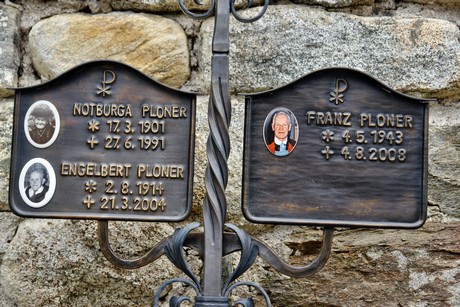 NOTBURGA PLONER
* 17.3.1901
+ 27.6.1991
ENGELBERT PLONER
* 2.8.1914
+ 21.3.2004
FRANZ PLONER
* 4.5.1943
+ 4.8.2008